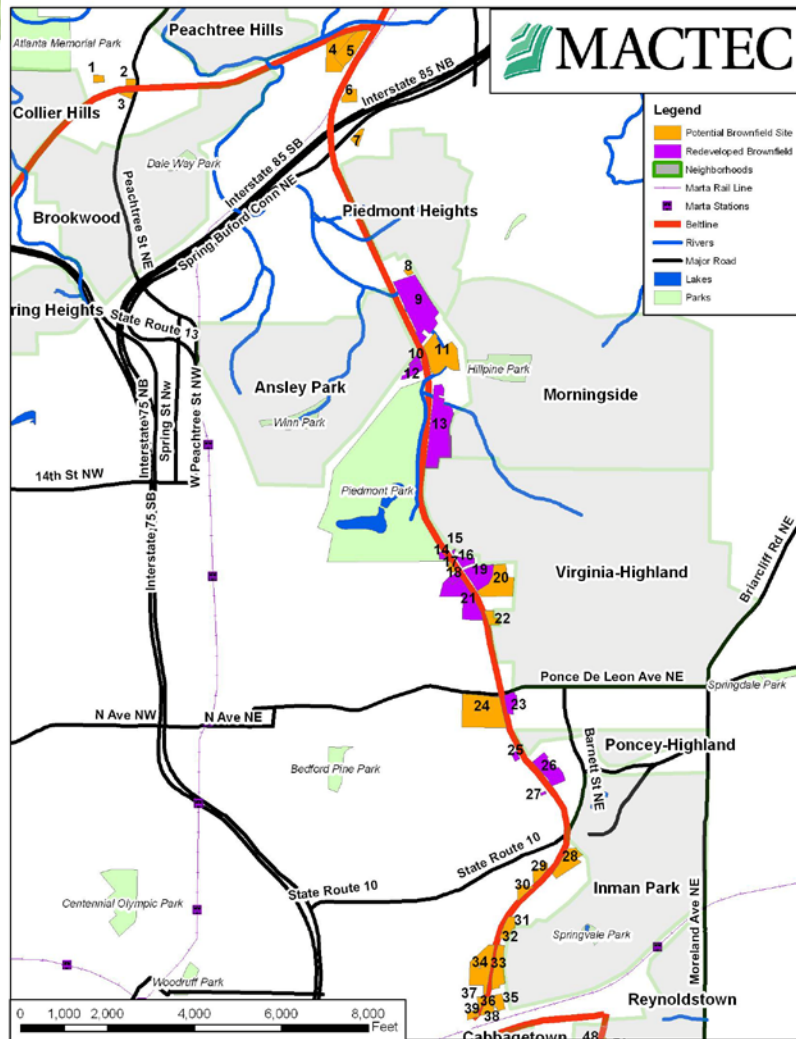 MACTEC
Legend
Potential Brownfield Site
Redeveloped Brownfield
Neighborhoods
Marta Rail Line
Marta Stations
Beltline
Rivers
Major Road
Lakes
Parks
Peachtree Hills
Atlanta Memorial Park
4
5
1
2
3
6
Interstate 85 NB
Collier Hills
7
Dale Way Park
Interstate 85 SB
Peachtree St NE
Spring Buford Conn NE
Brookwood
Piedmont Heights
8
9
ring Heights
State Route 13
10
11
12
Hillpine Park
Ansley Park
Morningside
Winn Park
13
Interstate 75 NB
Spring St Nw
W Peachtree St NW
14th St NW
Piedmont Park
Interstate 75 SB
15
14
16
17
18
19
20
Virginia-Highland
Briarcliff Rd NE
21
22
Ponce De Leon Ave NE
Springdale Park
24
23
N Ave NW
N Ave NE
25
Poncey-Highland
26
Barnett St NE
Bedford Pine Park
27
State Route 10
28
29
Inman Park
30
State Route 10
Centennial Olympic Park
31
Springvale Park
32
Moreland Ave NE
34
33
Woodruff Park
37
36
35
Reynoldstown
39
38
Cabbagetown
48
0 1,000 2,000 4,000 6,000 8,000
Feet